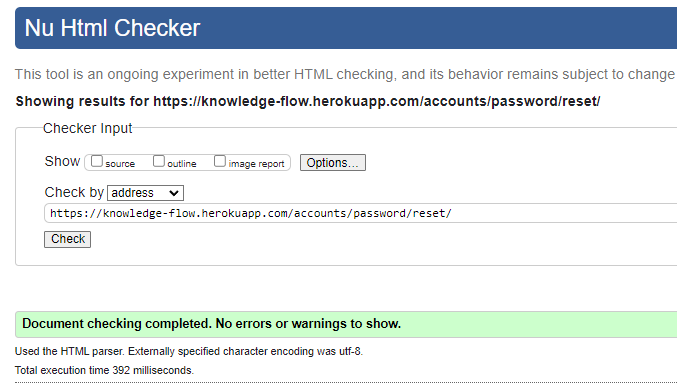 Nu Html Checker
This tool is an ongoing experiment in better HTML checking, and its behavior remains subject to change
Showing results for https://knowledge-flow.herokuapp.com/accounts/password/reset/
Checker Input
Show source outline image report Options...
Check by address
https://knowledge-flow.herokuapp.com/accounts/password/reset/
Check
Document checking completed. No errors or warnings to show.
Used the HTML parser. Externally specified character encoding was utf-8.
Total execution time 392 milliseconds.